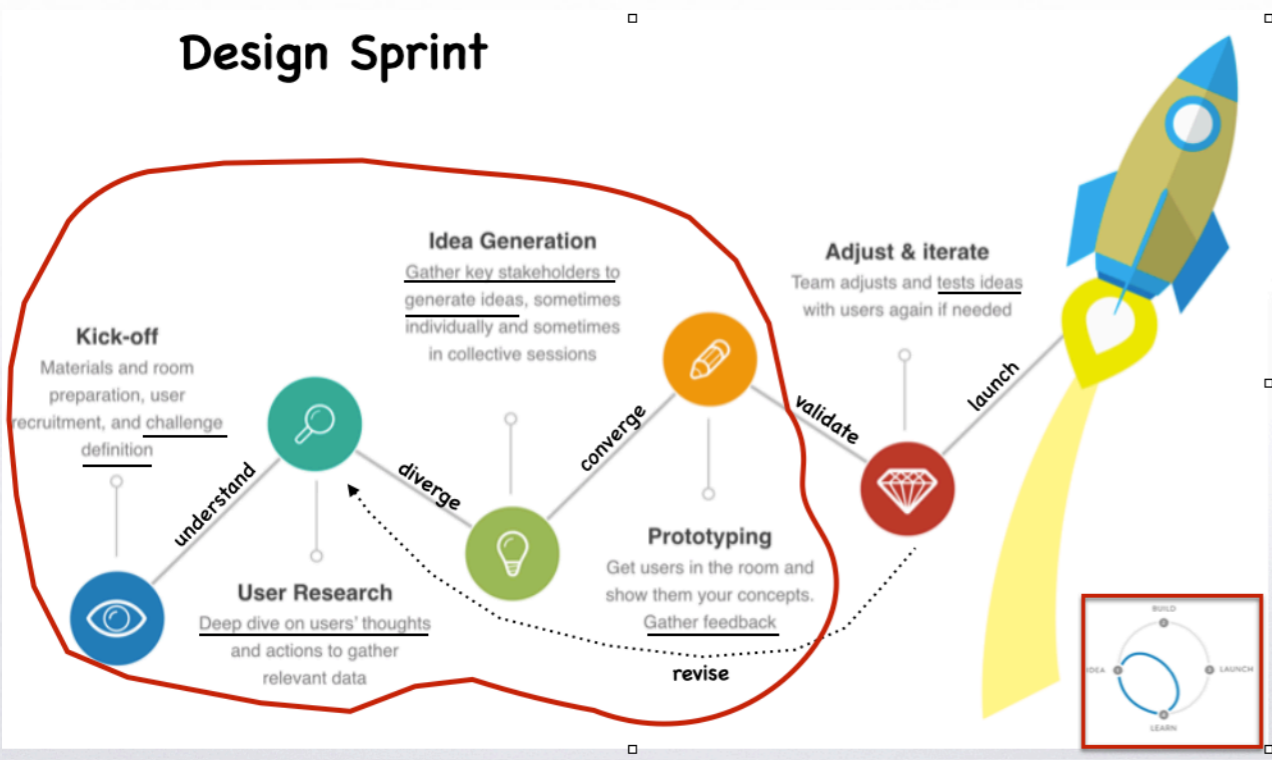 Design Sprint
Kick-off
Materials and room
preparation, user
recruitment, and challenge
definition
understand
User Research
Deep dive on users' thoughts
and actions to gather
relevant data
diverge
Idea Generation
Gather key stakeholders to
generate ideas, sometimes
individually and sometimes
in collective sessions
converge
Prototyping
Get users in the room and
show them your concepts.
Gather feedback
validate
Adjust & iterate
Team adjusts and tests ideas
with users again if needed
launch
revise
BUILD
IDEA
LAUNCH
LEARN